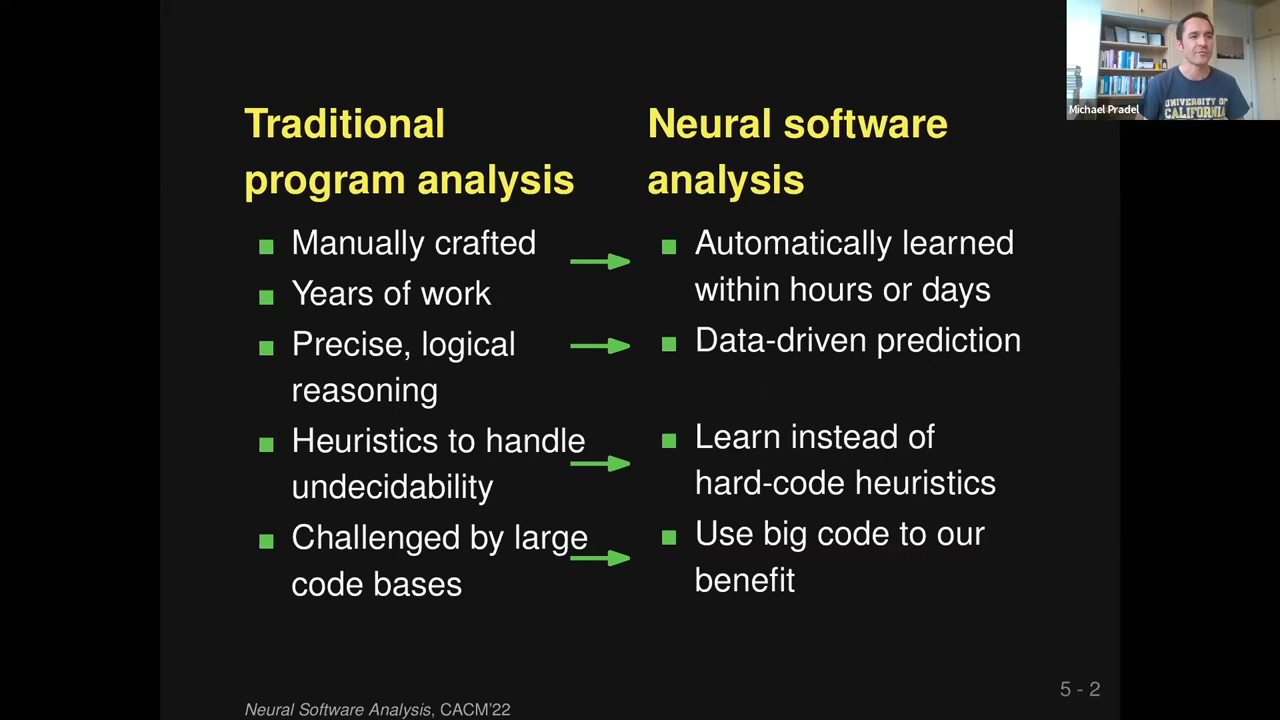 Traditional
program analysis
Manually crafted
Years of work
Precise, logical
reasoning
Heuristics to handle
undecidability
Challenged by large
code bases
Neural software
analysis
Automatically learned
within hours or days
Data-driven prediction
Learn instead of
hard-code heuristics
Use big code to our
benefit
Neural Software Analysis, CACM'22
5 - 2
Michael Pradel
UNIVERSITY OF
CALIFORNIA